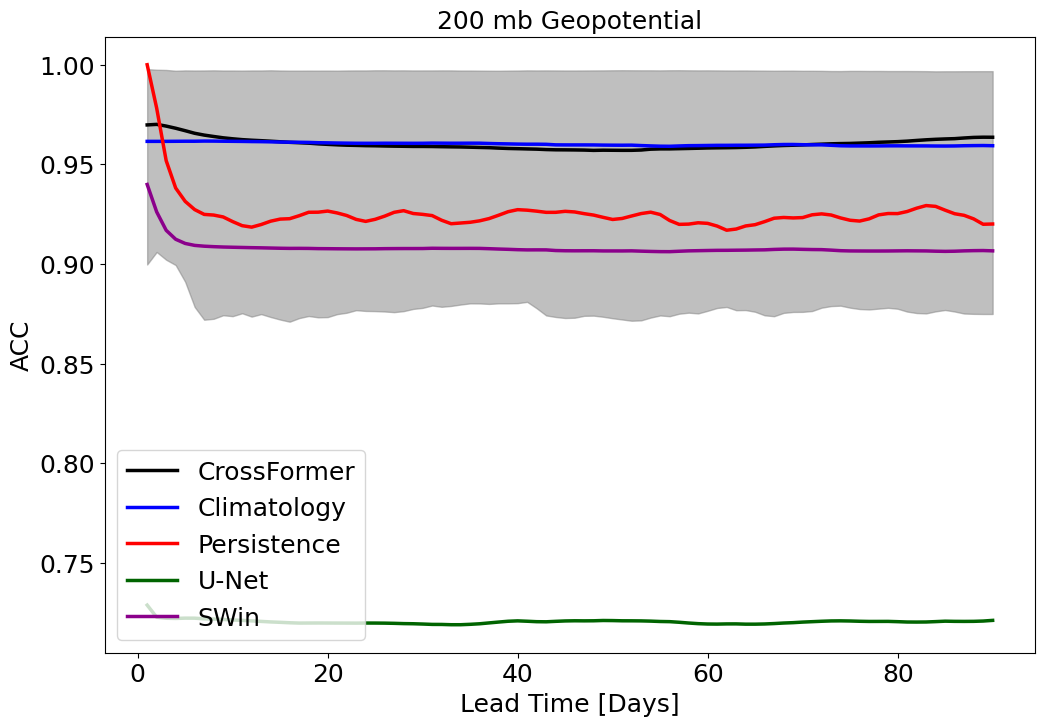 200 mb Geopotential
1.00
0.95
0.90
0.85
0.80
0.75
ACC
CrossFormer
Climatology
Persistence
U-Net
SWin
0 20 40 60 80
Lead Time [Days]